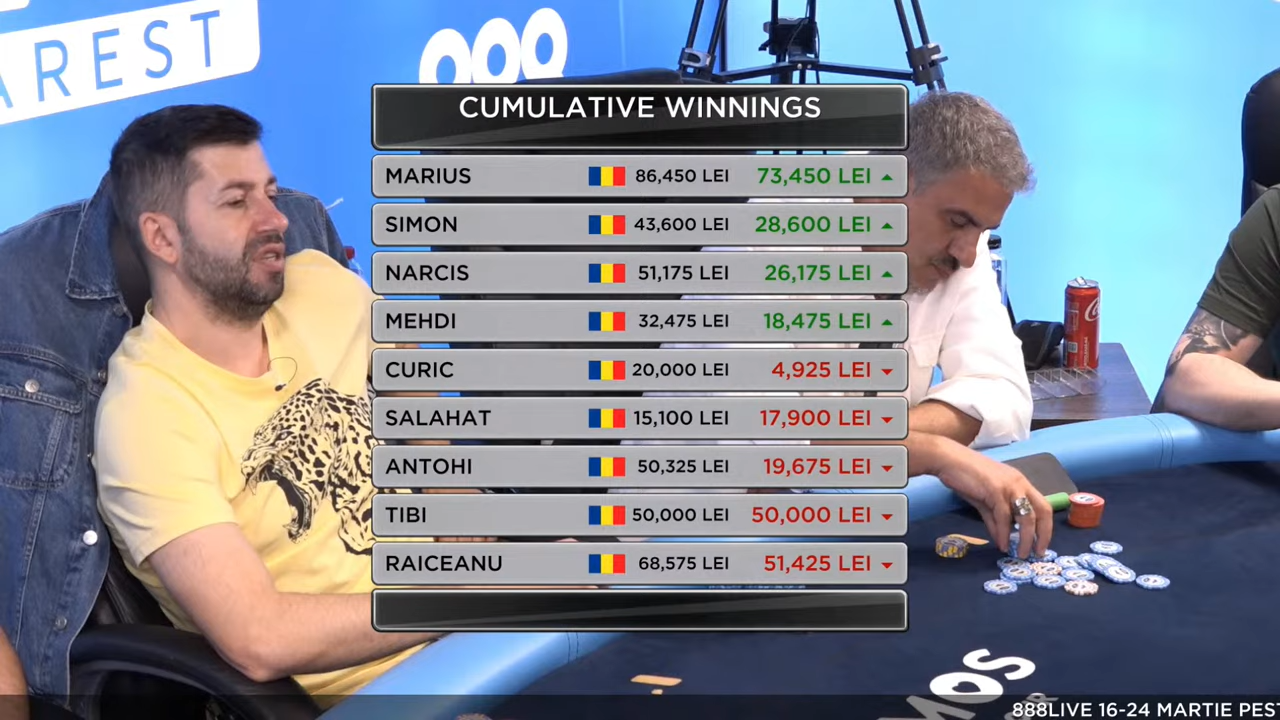 AREST
CUMULATIVE WINNINGS
MARIUS 86,450 LEI 73,450 LEI
SIMON 43,600 LEI 28,600 LEI
NARCIS 51,175 LEI 26,175 LEI
MEHDI 32,475 LEI 18,475 LEI
CURIC 20,000 LEI 4,925 LEI
SALAHAT 15,100 LEI 17,900 LEI
ANTOHI 50,325 LEI 19,675 LEI
TIBI 50,000 LEI 50,000 LEI
RAICEANU 68,575 LEI 51,425 LEI
MOS
888LIVE 16-24 MARTIE PEST